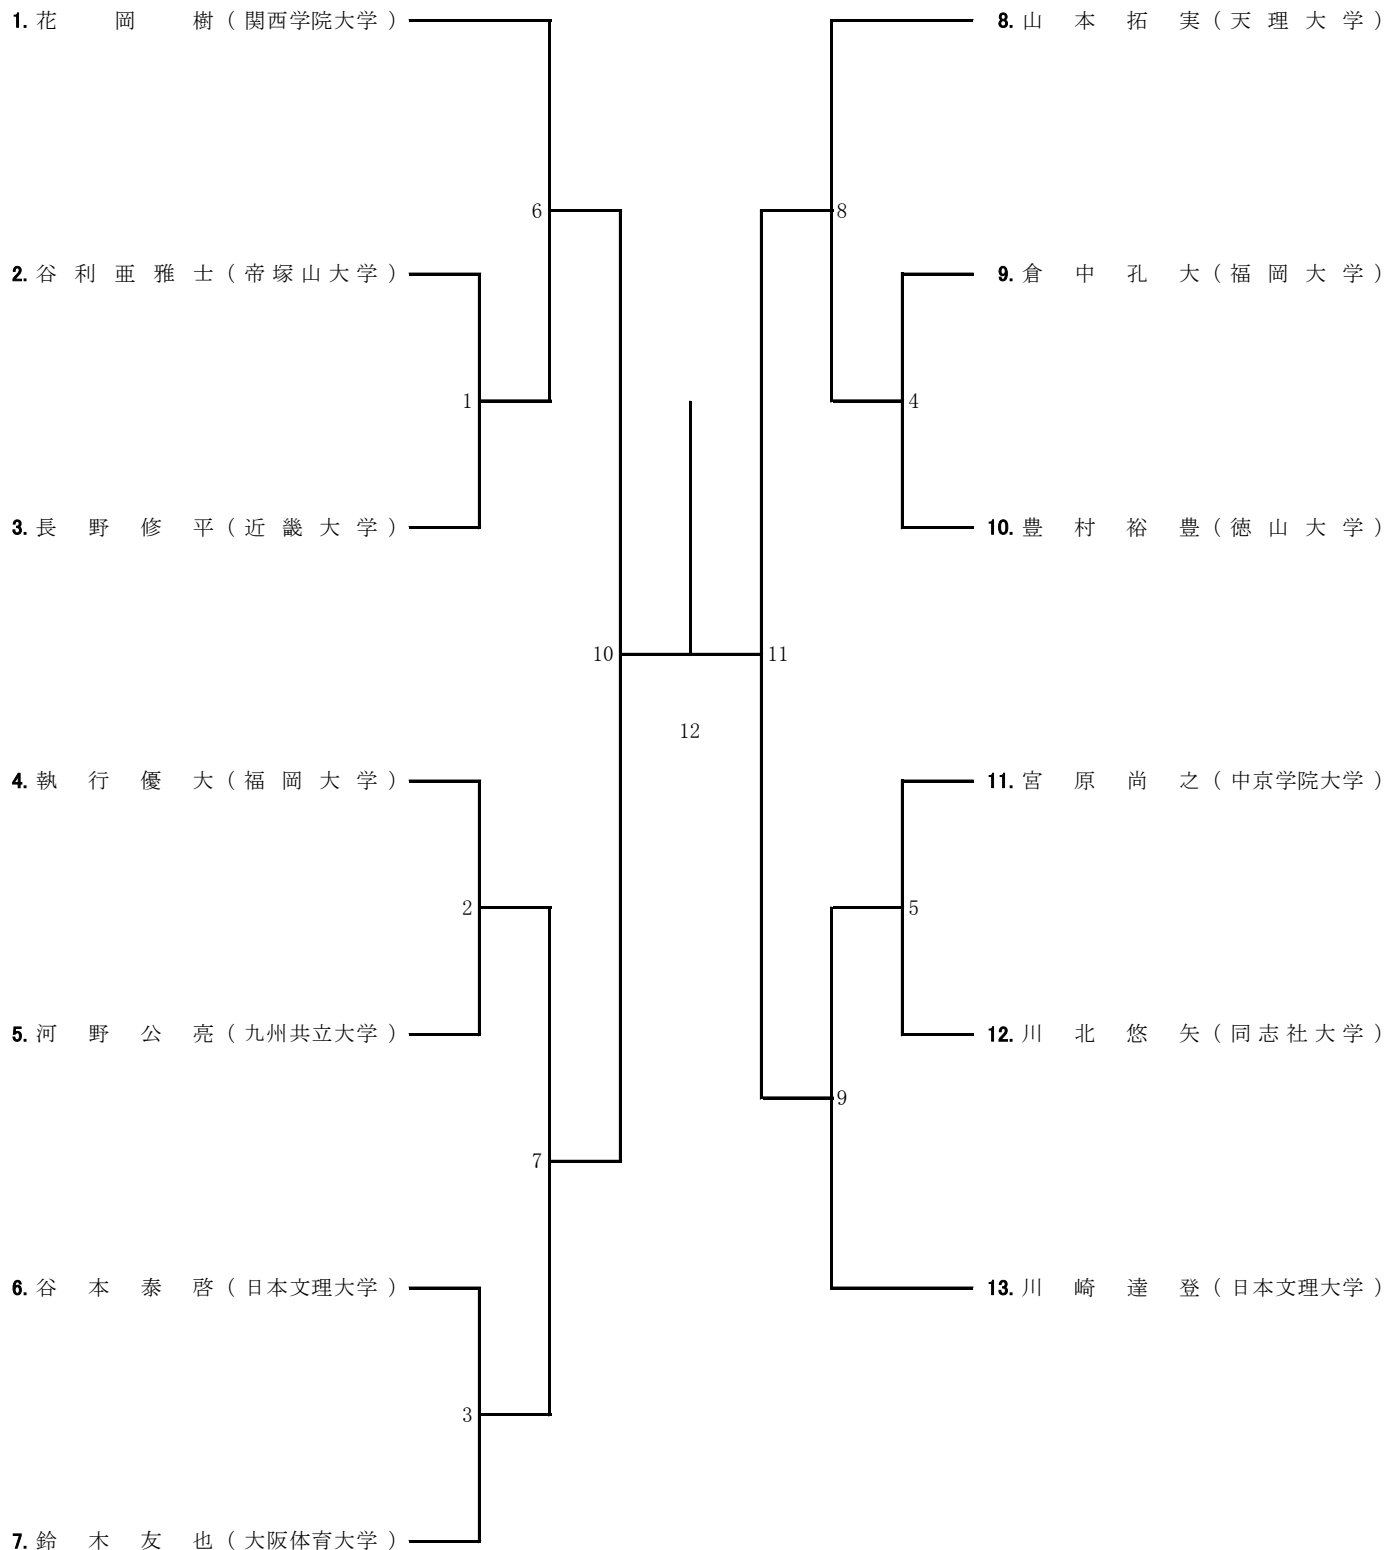 1. 花岡樹 ( 関西学院大学 )
6
2. 谷利亜雅士 ( 帝塚山大学 )
1
3. 長野修平 ( 近畿大学 )
10
4. 執行優大 ( 福岡大学 )
2
5. 河野公亮 ( 九州共立大学 )
7
6. 谷本泰啓 ( 日本文理大学 )
3
7. 鈴木友也 ( 大阪体育大学 )
12
8. 山本拓実 ( 天理大学 )
8
9. 倉中孔大 ( 福岡大学 )
4
10. 豊村裕豊 ( 徳山大学 )
11
11. 宮原尚之 ( 中京学院大学 )
5
12. 川北悠矢 ( 同志社大学 )
9
13. 川崎達登 ( 日本文理大学 )